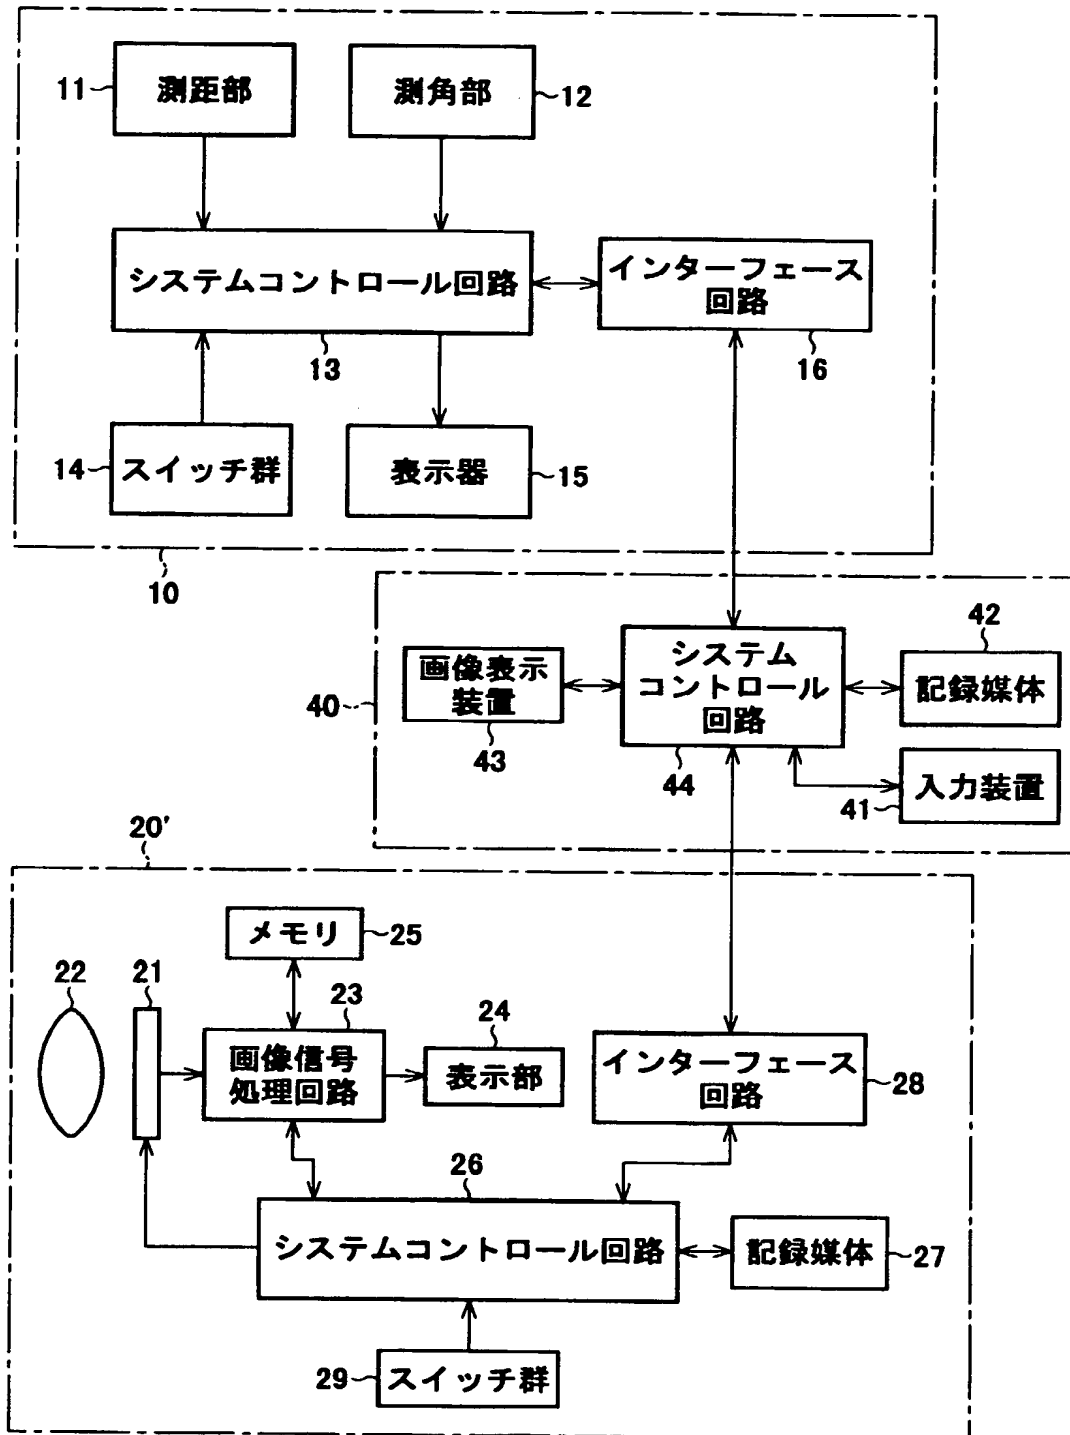 11
測距部
測角部
12
システムコントロール回路
13
インターフェース
回路
16
14
スイッチ群
表示器
15
10
40
画像表示
装置
43
システム
コントロール
回路
44
42
記録媒体
41
入力装置
20'
メモリ
25
22
21
23
画像信号
処理回路
24
表示部
インターフェース
回路
28
26
システムコントロール回路
記録媒体
27
29
スイッチ群